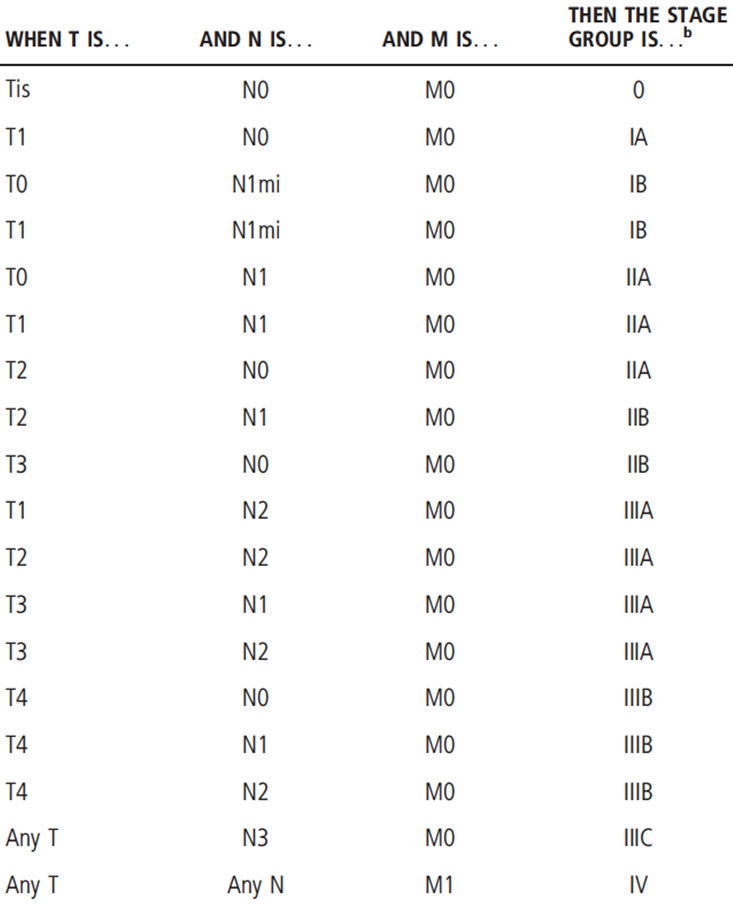 WHEN T IS... AND N IS... AND M IS... THEN THE STAGE GROUP IS...b
Tis N0 M0 0
T1 N0 M0 IA
T0 N1mi M0 IB
T1 N1mi M0 IB
T0 N1 M0 IIA
T1 N1 M0 IIA
T2 N0 M0 IIA
T2 N1 M0 IIB
T3 N0 M0 IIB
T1 N2 M0 IIIA
T2 N2 M0 IIIA
T3 N1 M0 IIIA
T3 N2 M0 IIIA
T4 N0 M0 IIIB
T4 N1 M0 IIIB
T4 N2 M0 IIIB
Any T N3 M0 IIIC
Any T Any N M1 IV